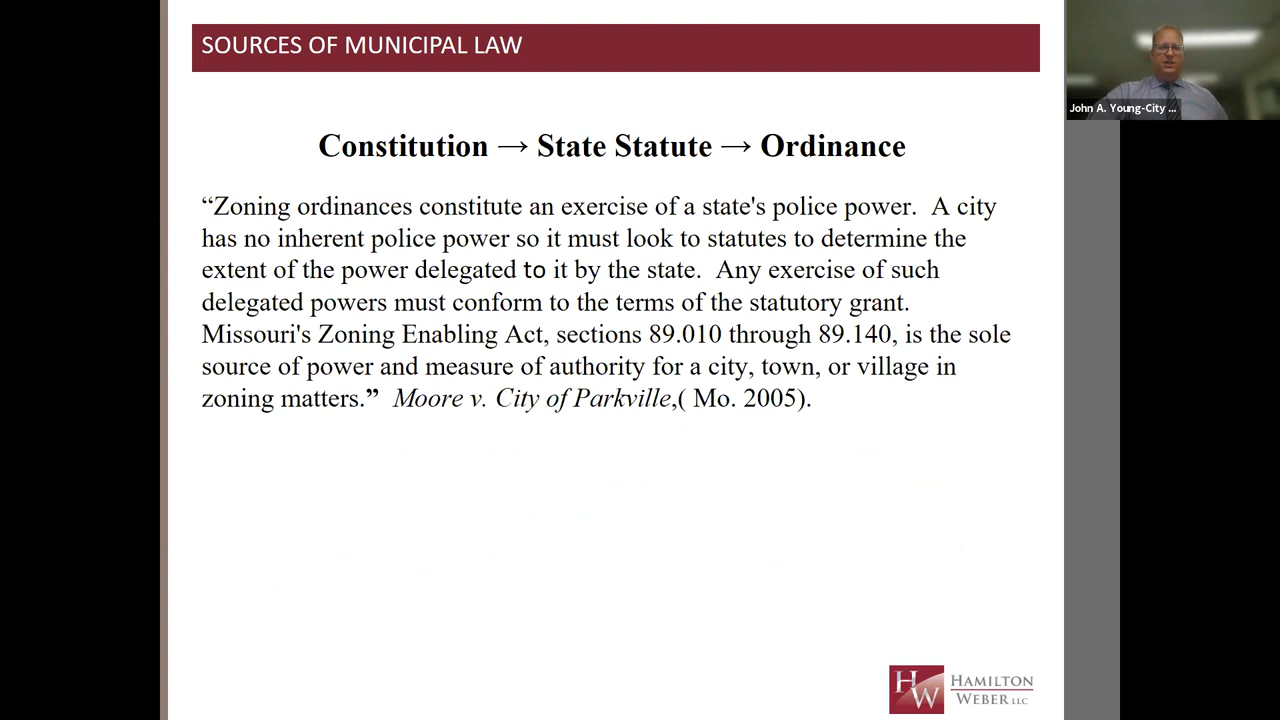 SOURCES OF MUNICIPAL LAW
John A. Young-City ...
Constitution → State Statute → Ordinance
“Zoning ordinances constitute an exercise of a state's police power.  A city
has no inherent police power so it must look to statutes to determine the
extent of the power delegated to it by the state.  Any exercise of such
delegated powers must conform to the terms of the statutory grant.
Missouri's Zoning Enabling Act, sections 89.010 through 89.140, is the sole
source of power and measure of authority for a city, town, or village in
zoning matters.”  Moore v. City of Parkville,( Mo. 2005).
HW
HAMILTON
WEBER LLC